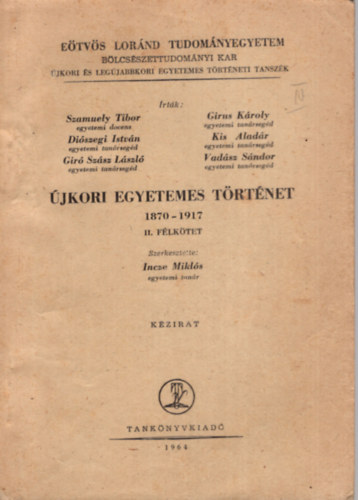 EÖTVÖS LORÁND TUDOMÁNYEGYETEM
BÖLCSÉSZETTUDOMÁNYI KAR
ÚJKORI ÉS LEGÚJABBKORI EGYETEMES TÖRTÉNETI TANSZÉK
Írták:
Szamuely Tibor
egyetemi docens
Diószegi István
egyetemi tanársegéd
Giró Szász László
egyetemi tanársegéd
Girus Károly
egyetemi tanársegéd
Kis Aladár
egyetemi tanársegéd
Vadász Sándor
egyetemi tanársegéd
ÚJKORI EGYETEMES TÖRTÉNET
1870-1917
II. FÉLKÖTET
Szerkesztette:
Incze Miklós
egyetemi tanár
KÉZIRAT
TANKÖNYVKIADÓ
1964